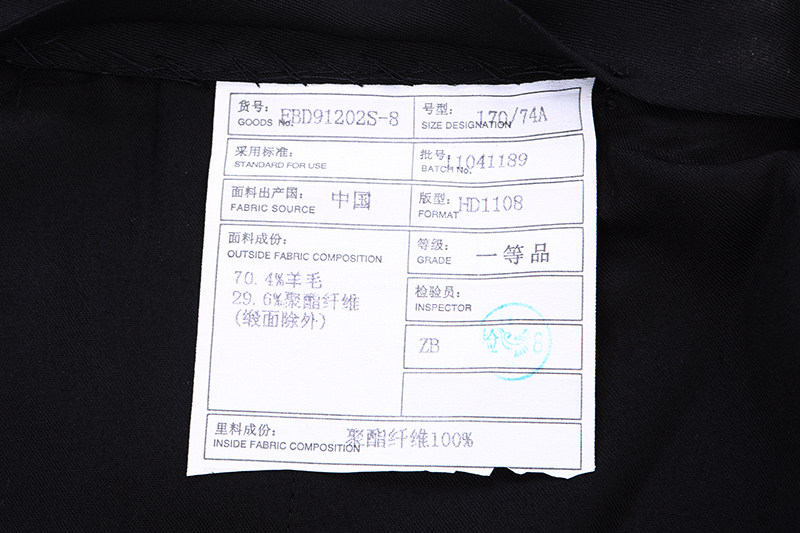 货号: EBD91202S-8
GOODS No.
号型: 170/74A
SIZE DESIGNATION
采用标准:
STANDARD FOR USE
批号: 11041189
BATCH No.
面料出产国: 中国
FABRIC SOURCE
版型: HD1108
FORMAT
面料成份:
OUTSIDE FABRIC COMPOSITION
70.4%羊毛
29.6%聚酯纤维
(缎面除外)
等级: 一等品
GRADE
检验员:
INSPECTOR
ZB
8
里料成份: 聚酯纤维100%
INSIDE FABRIC COMPOSITION